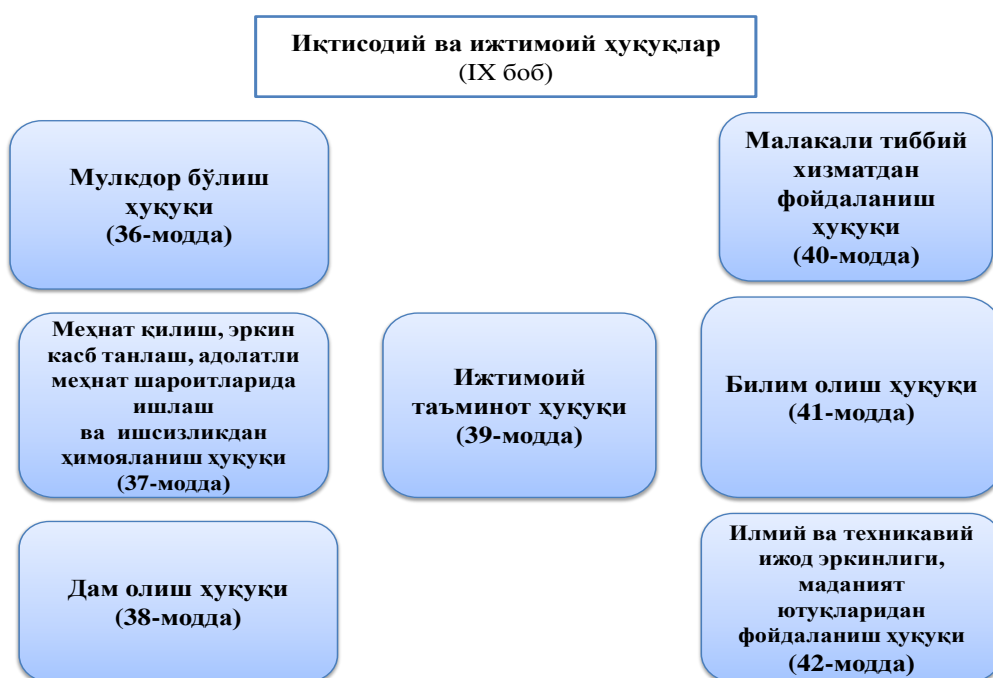 Иқтисодий ва ижтимоий ҳуқуқлар
(IX боб)
Мулкдор бўлиш
ҳуқуқи
(36-модда)
Меҳнат қилиш, эркин
касб танлаш, адолатли
меҳнат шароитларида
ишлаш
ва ишсизликдан
ҳимояланиш ҳуқуқи
(37-модда)
Дам олиш ҳуқуқи
(38-модда)
Ижтимоий
таъминот ҳуқуқи
(39-модда)
Малакали тиббий
хизматдан
фойдаланиш
ҳуқуқи
(40-модда)
Билим олиш ҳуқуқи
(41-модда)
Илмий ва техникавий
ижод эркинлиги,
маданият
ютуқларидан
фойдаланиш ҳуқуқи
(42-модда)